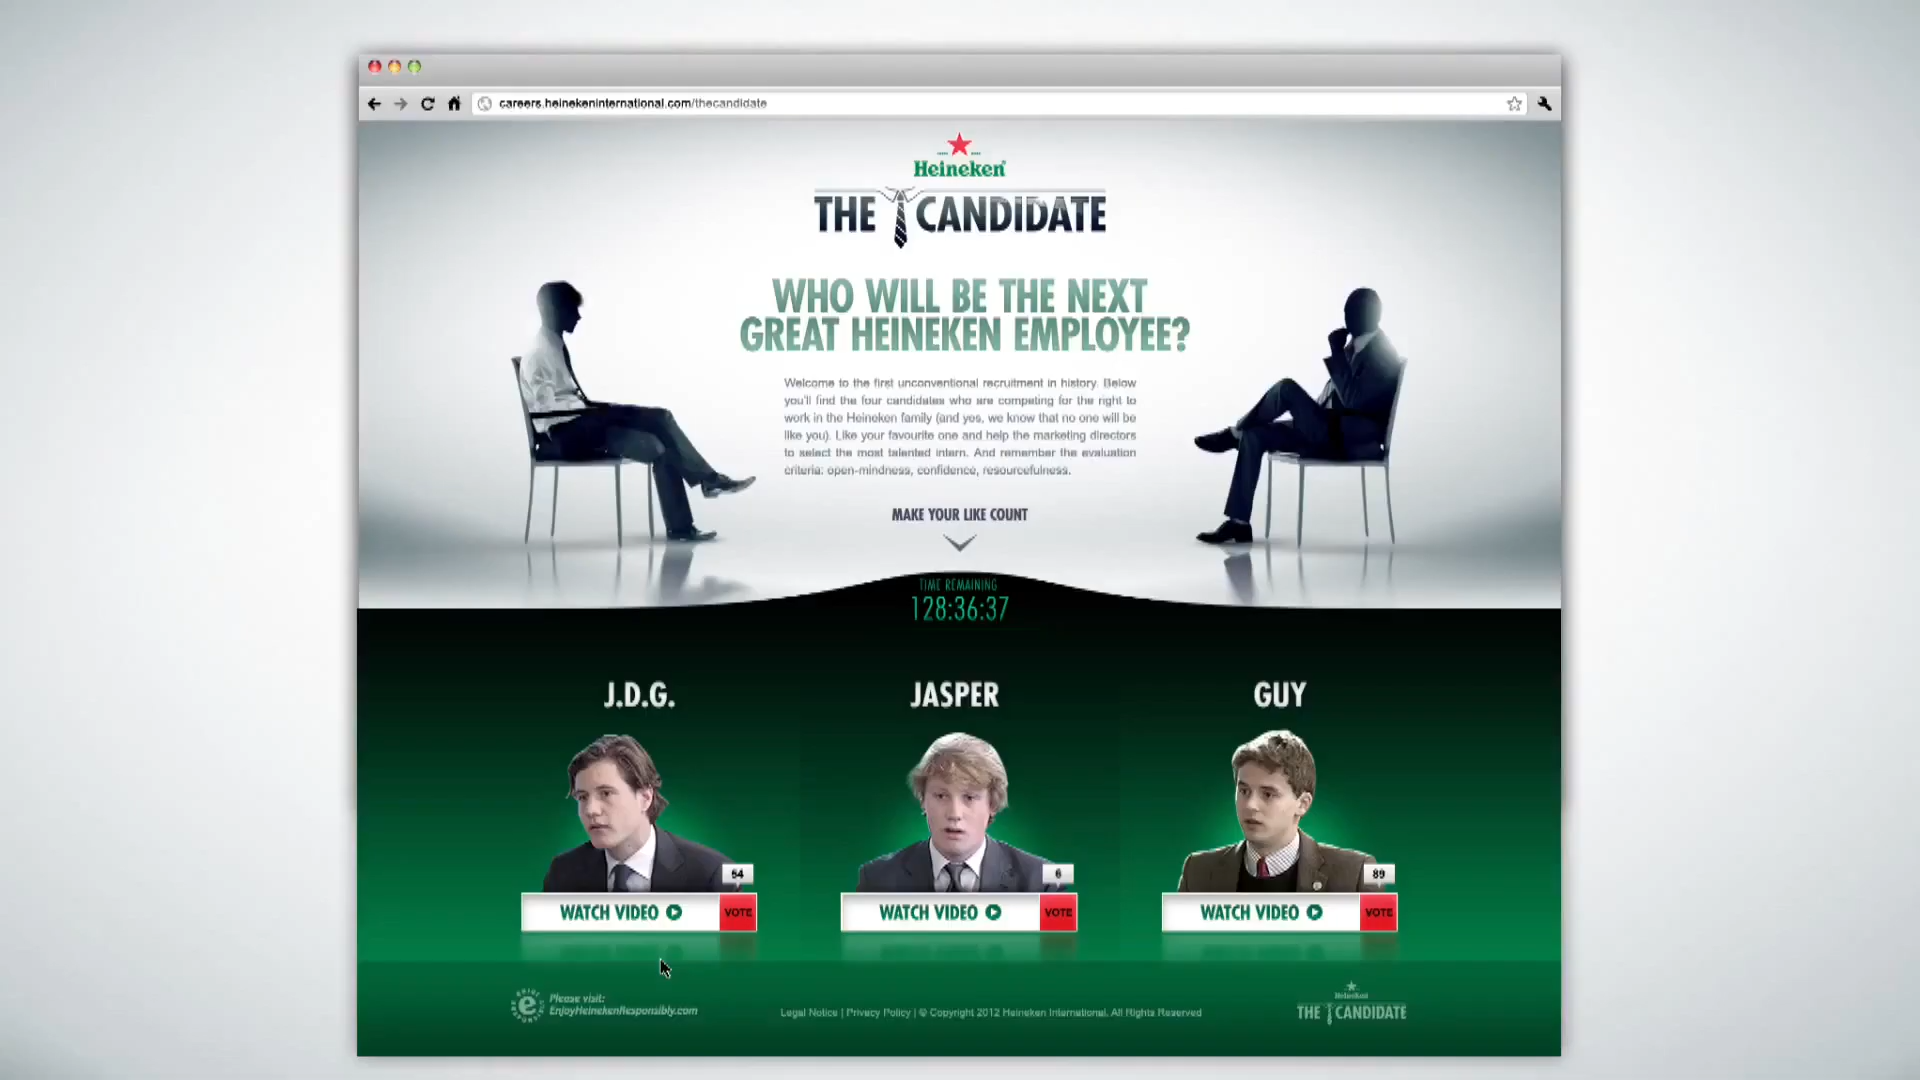 careers.heinekeninternational.com/thecandidate
Heineken
THE CANDIDATE
WHO WILL BE THE NEXT
GREAT HEINEKEN EMPLOYEE?
Welcome to the first unconventional recruitment in history. Below
you'll find the four candidates who are competing for the right to
work in the Heineken family (and yes, we know that no one will be
like you). Like your favourite one and help the marketing directors
to select the most talented intern. And remember the evaluation
criteria: open-mindness, confidence, resourcefulness.
MAKE YOUR LIKE COUNT
TIME REMAINING
128:36:37
J.D.G.
JASPER
GUY
54
6
89
WATCH VIDEO
VOTE
WATCH VIDEO
VOTE
WATCH VIDEO
VOTE
Please visit:
EnjoyHeinekenResponsibly.com
Legal Notice | Privacy Policy | © Copyright 2012 Heineken International. All Rights Reserved
Heineken
THE CANDIDATE